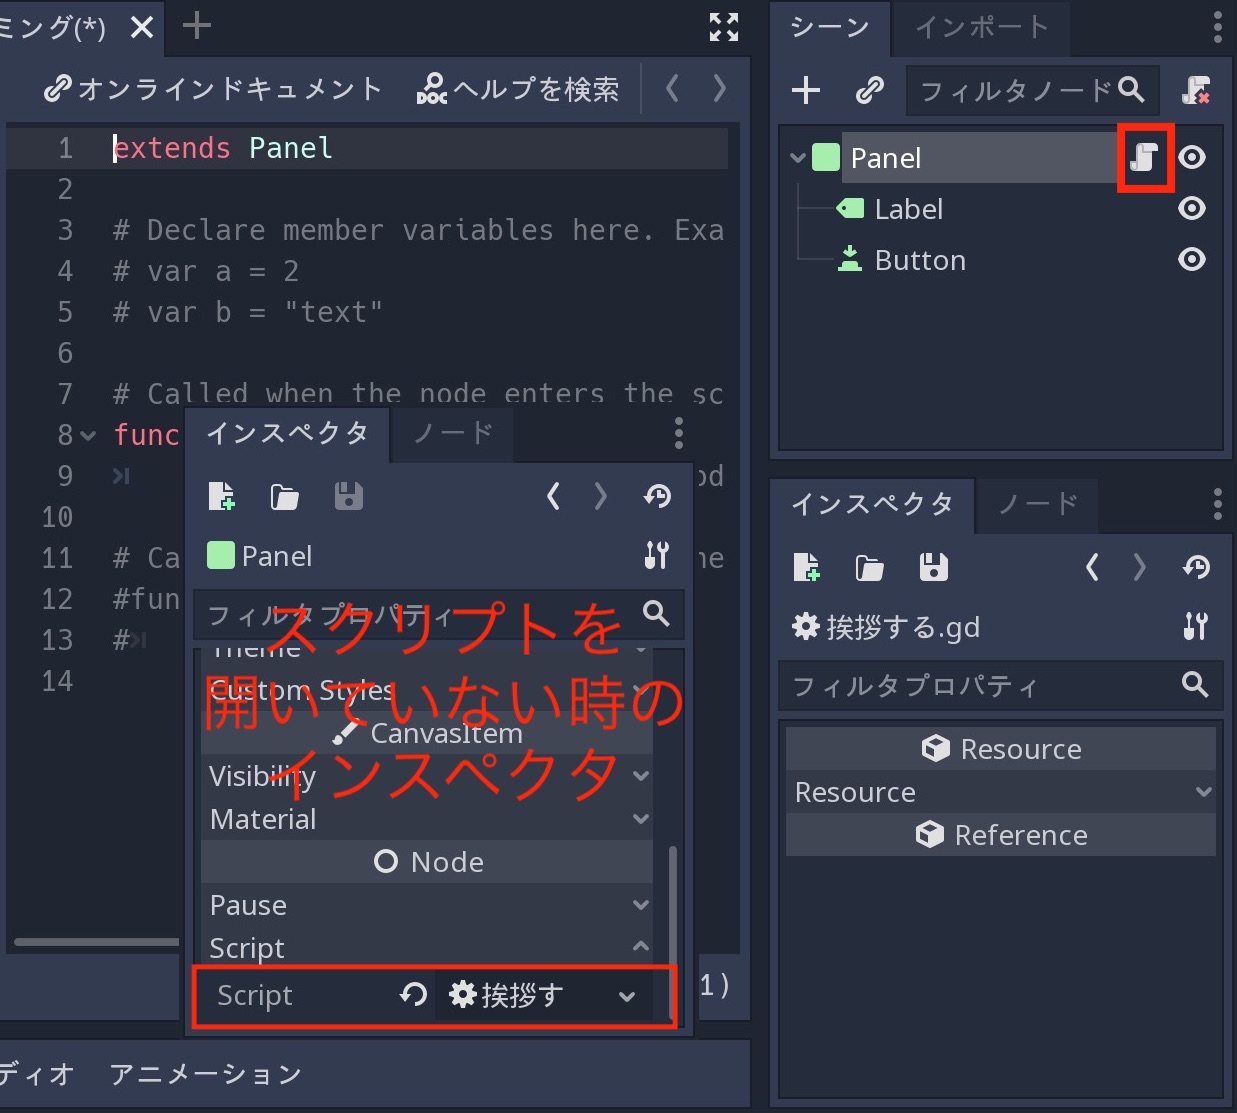 ミング(*)
オンラインドキュメント ヘルプを検索
1 extends Panel
2
3 # Declare member variables here. Exa
4 # var a = 2
5 # var b = "text"
6
7 # Called when the node enters the sc
8 func
9
10
11 # Ca
12 #fun
13 #
14
インスペクタ ノード
Panel
フィルタプロパティ
スクリプトを
開いていない時の
インスペクタ
Theme
Custom Styles
CanvasItem
Visibility
Material
Node
Pause
Script
Script 挨拶す
1)
ディオ アニメーション
シーン インポート
フィルタノード
Panel
Label
Button
インスペクタ ノード
挨拶する.gd
フィルタプロパティ
Resource
Resource
Reference